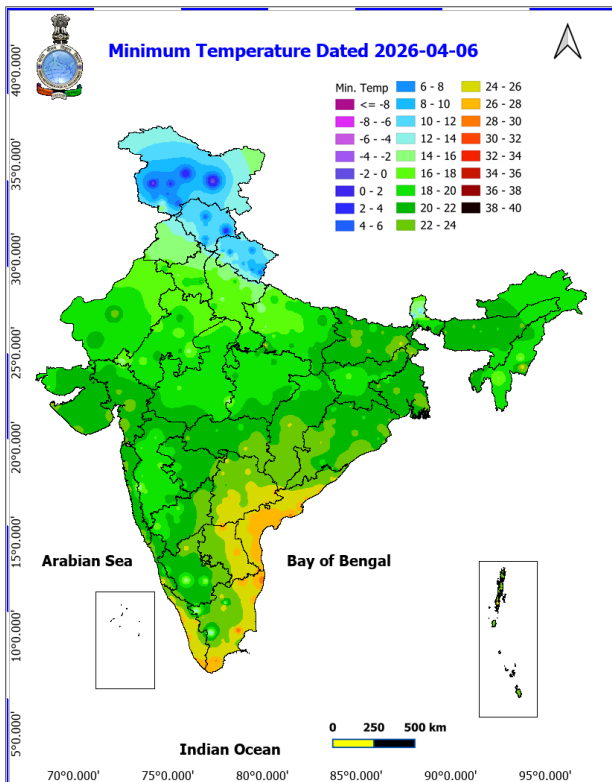 Minimum Temperature Dated 2026-04-06
Min. Temp
<= -8
-8 - -6
-6 - -4
-4 - -2
-2 - 0
0 - 2
2 - 4
4 - 6
6 - 8
8 - 10
10 - 12
12 - 14
14 - 16
16 - 18
18 - 20
20 - 22
22 - 24
24 - 26
26 - 28
28 - 30
30 - 32
32 - 34
34 - 36
36 - 38
38 - 40
40°0.000'
35°0.000'
30°0.000'
25°0.000'
20°0.000'
15°0.000'
10°0.000'
5°0.000'
Arabian Sea
Bay of Bengal
Indian Ocean
0 250 500 km
70°0.000' 75°0.000' 80°0.000' 85°0.000' 90°0.000' 95°0.000'